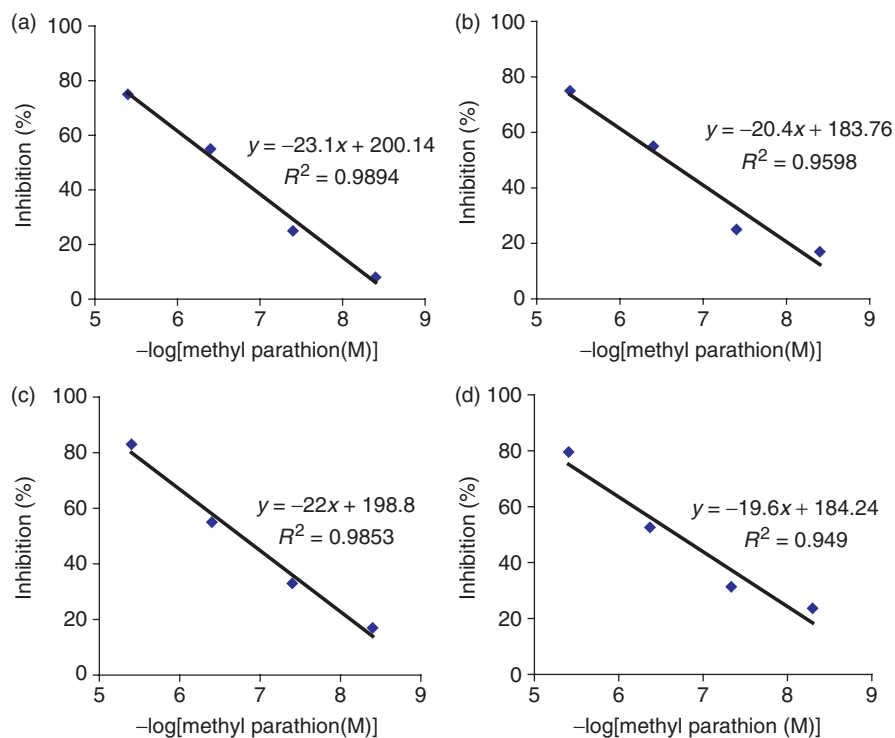 (a)
100
80
60
40
20
0
Inhibition (%)
y = −23.1x + 200.14
R² = 0.9894
5 6 7 8 9
−log[methyl parathion(M)]
(b)
100
80
60
40
20
0
Inhibition (%)
y = −20.4x + 183.76
R² = 0.9598
5 6 7 8 9
−log[methyl parathion(M)]
(c)
100
80
60
40
20
0
Inhibition (%)
y = −22x + 198.8
R² = 0.9853
5 6 7 8 9
−log[methyl parathion(M)]
(d)
100
80
60
40
20
0
Inhibition (%)
y = −19.6x + 184.24
R² = 0.949
5 6 7 8 9
−log[methyl parathion (M)]